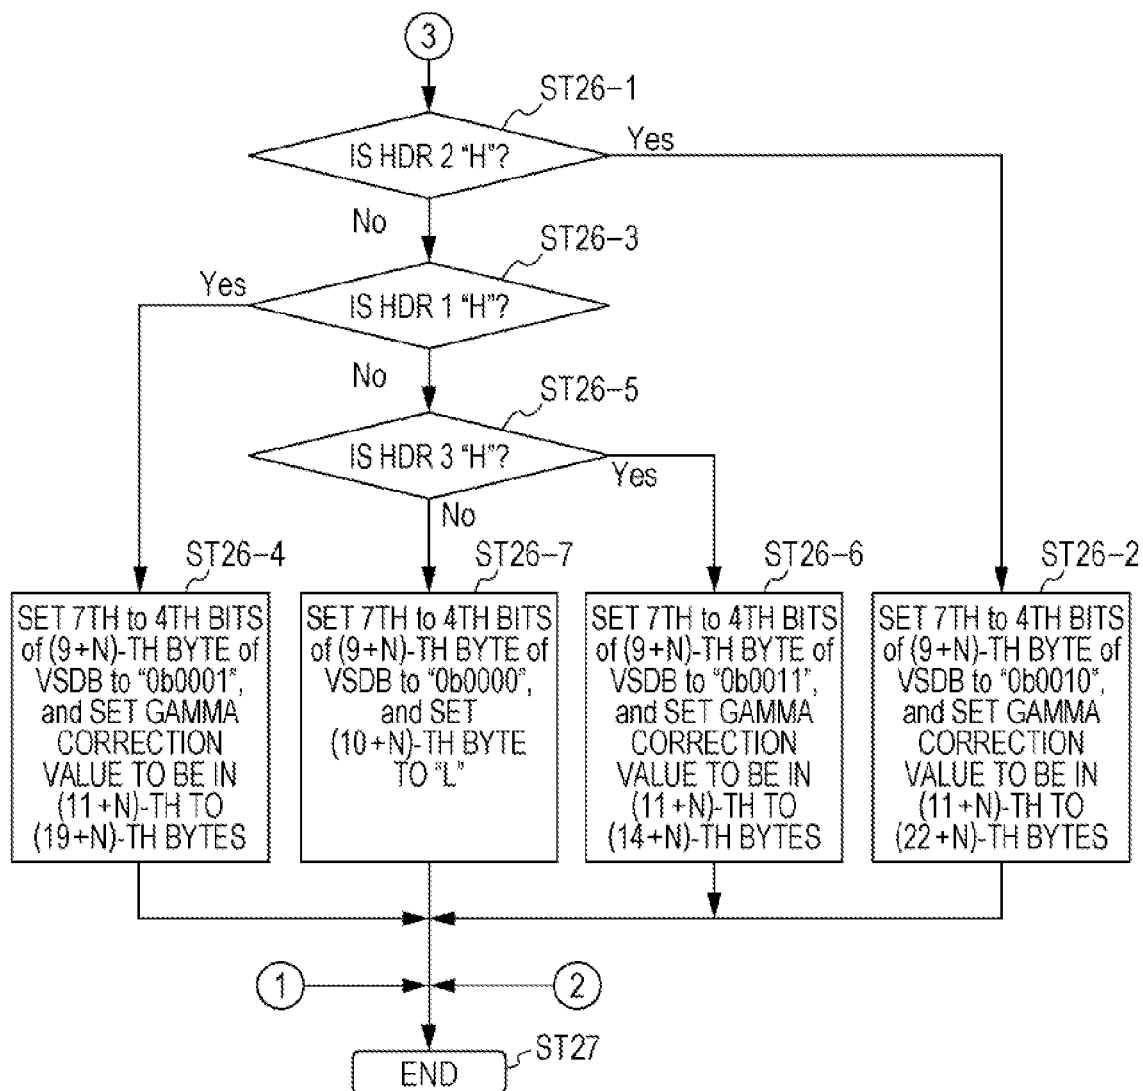 3
ST26-1
IS HDR 2 "H"?
Yes
No
ST26-3
Yes
IS HDR 1 "H"?
No
ST26-5
IS HDR 3 "H"?
Yes
No
ST26-4
SET 7TH to 4TH BITS
of (9+N)-TH BYTE of
VSDB to "0b0001",
and SET GAMMA
CORRECTION
VALUE TO BE IN
(11+N)-TH TO
(19+N)-TH BYTES
ST26-7
SET 7TH to 4TH BITS
of (9+N)-TH BYTE of
VSDB to "0b0000",
and SET
(10+N)-TH BYTE
TO "L"
ST26-6
SET 7TH to 4TH BITS
of (9+N)-TH BYTE of
VSDB to "0b0011",
and SET GAMMA
CORRECTION
VALUE TO BE IN
(11+N)-TH TO
(14+N)-TH BYTES
ST26-2
SET 7TH to 4TH BITS
of (9+N)-TH BYTE of
VSDB to "0b0010",
and SET GAMMA
CORRECTION
VALUE TO BE IN
(11+N)-TH TO
(22+N)-TH BYTES
1
2
ST27
END